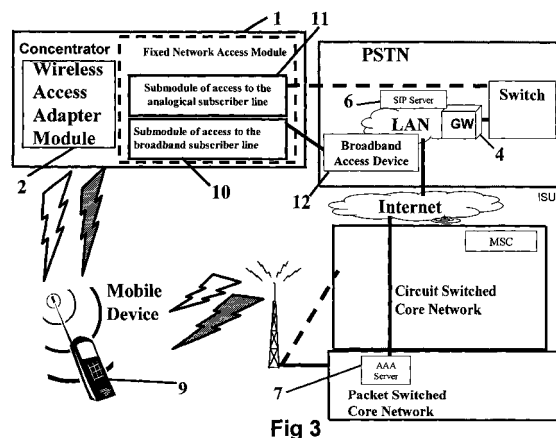 1
11
Concentrator
Fixed Network Access Module
Wireless
Access
Adapter
Module
2
Submodule of access to the
analogical subscriber line
Submodule of access to the
broadband subscriber line
10
PSTN
6
SIP Server
Switch
LAN
GW
4
Broadband
Access Device
12
Internet
ISU
MSC
Mobile
Device
Circuit Switched
Core Network
9
7
AAA
Server
Packet Switched
Core Network
Fig 3